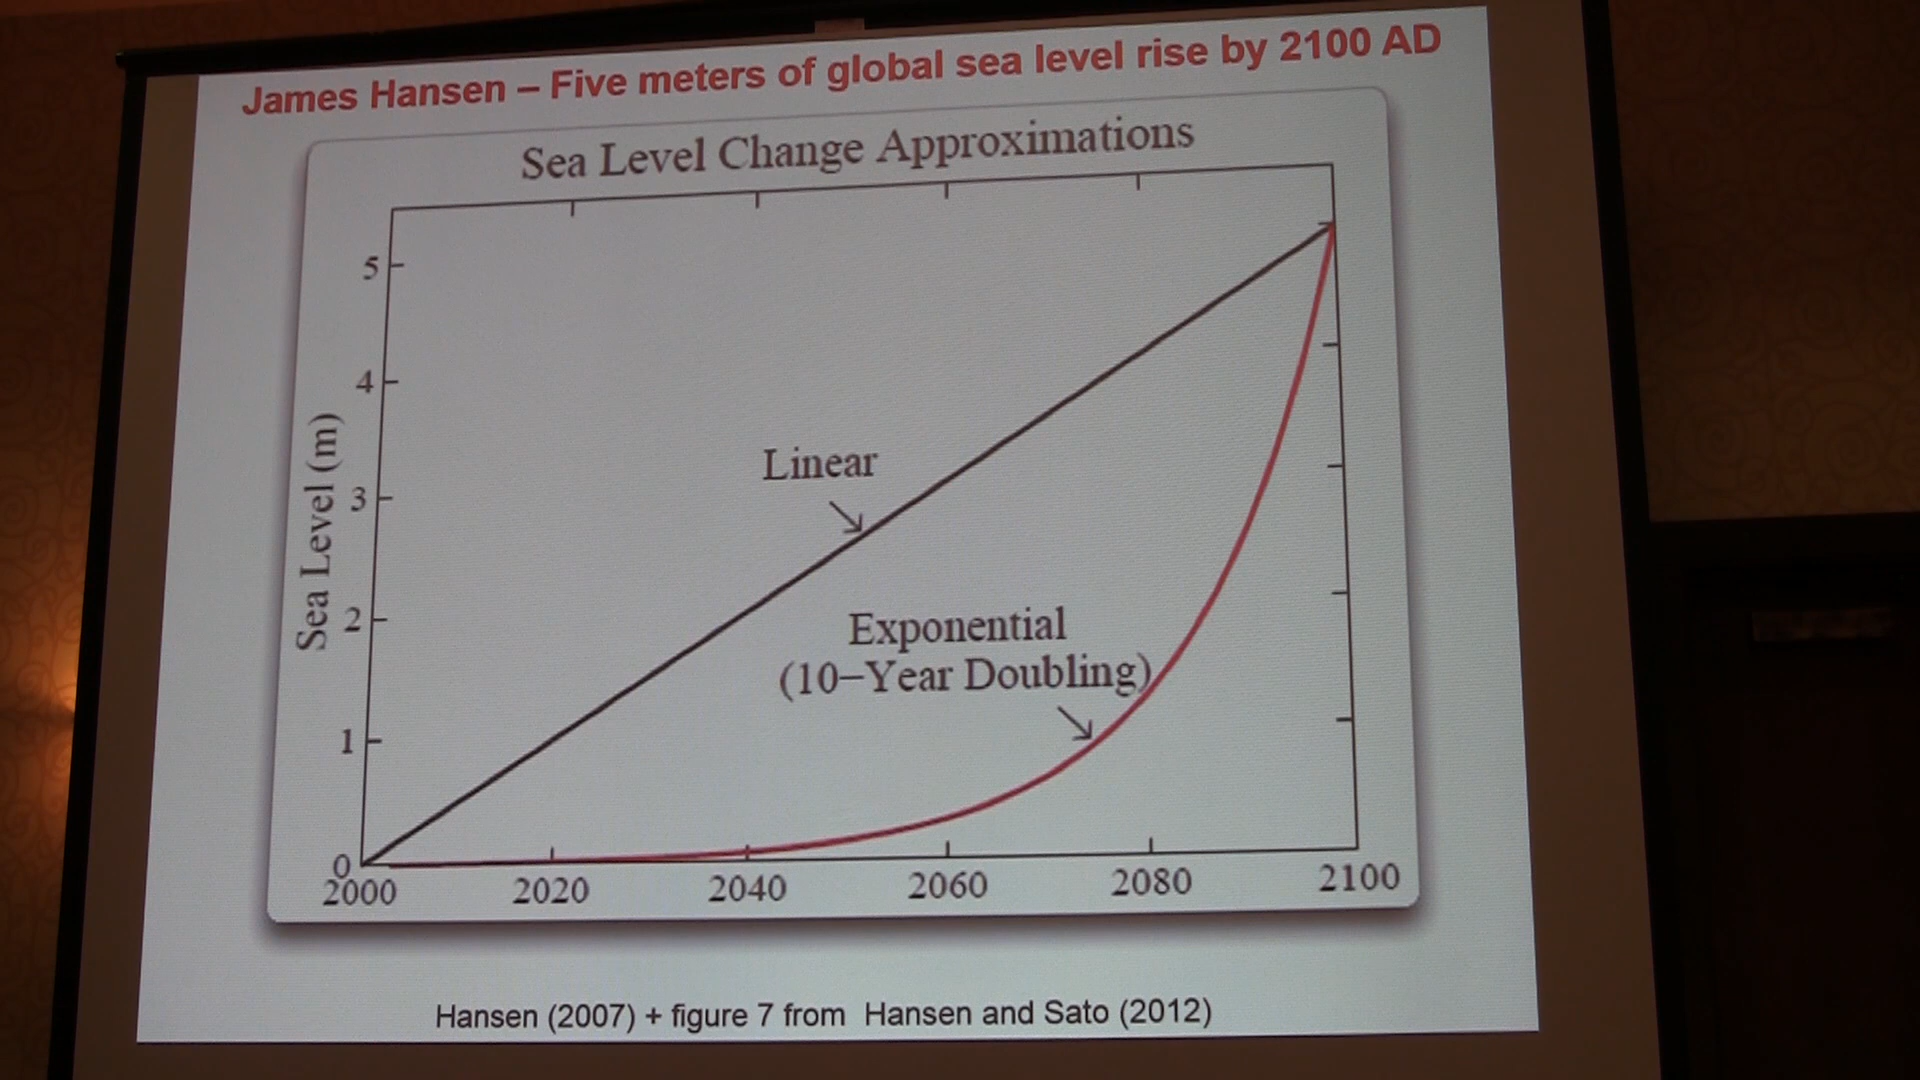 James Hansen – Five meters of global sea level rise by 2100 AD
Sea Level Change Approximations
5
4
3
2
1
0
Sea Level (m)
Linear
Exponential
(10–Year Doubling)
2000 2020 2040 2060 2080 2100
Hansen (2007) + figure 7 from Hansen and Sato (2012)